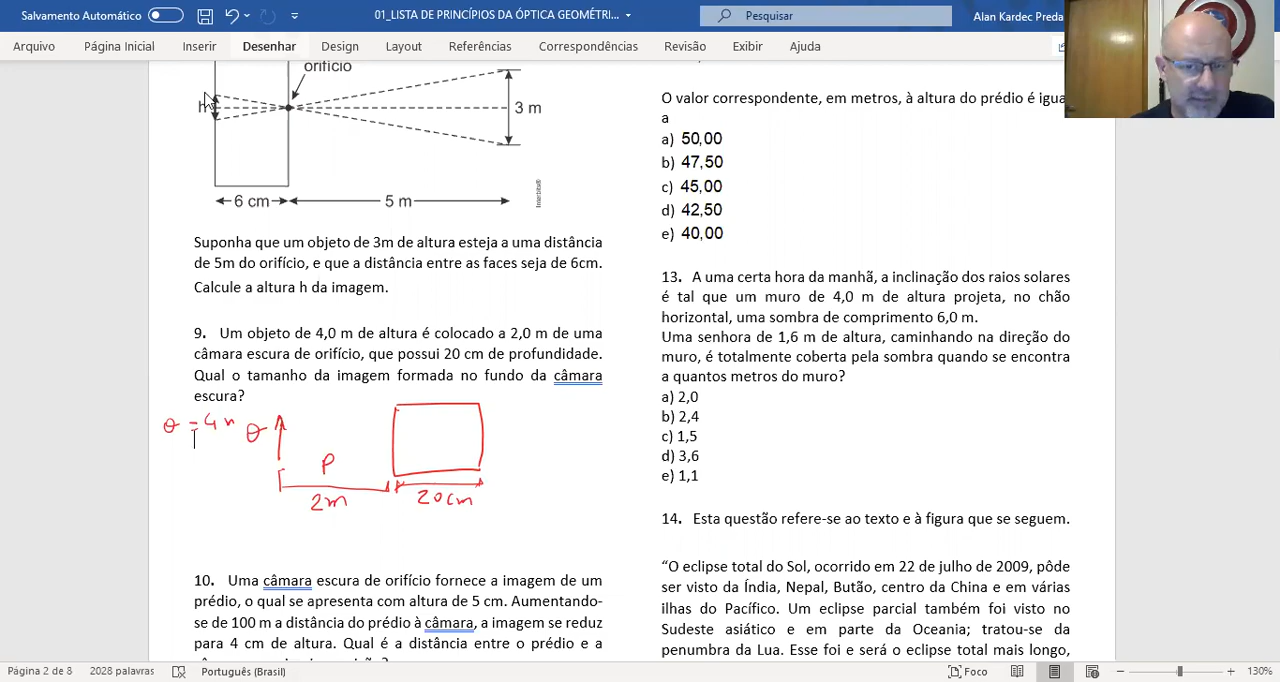 Salvamento Automático
01_LISTA DE PRINCÍPIOS DA ÓPTICA GEOMÉTRI...
Pesquisar
Alan Kardec Preda
Arquivo
Página Inicial
Inserir
Desenhar
Design
Layout
Referências
Correspondências
Revisão
Exibir
Ajuda
orifício
h
3 m
6 cm
5 m
Interbits®
Suponha que um objeto de 3m de altura esteja a uma distância
de 5m do orifício, e que a distância entre as faces seja de 6cm.
Calcule a altura h da imagem.
9. Um objeto de 4,0 m de altura é colocado a 2,0 m de uma
câmara escura de orifício, que possui 20 cm de profundidade.
Qual o tamanho da imagem formada no fundo da câmara
escura?
O = 4 m
O
P
2m
20cm
10. Uma câmara escura de orifício fornece a imagem de um
prédio, o qual se apresenta com altura de 5 cm. Aumentando-
se de 100 m a distância do prédio à câmara, a imagem se reduz
para 4 cm de altura. Qual é a distância entre o prédio e a
O valor correspondente, em metros, à altura do prédio é igua
a
a) 50,00
b) 47,50
c) 45,00
d) 42,50
e) 40,00
13. A uma certa hora da manhã, a inclinação dos raios solares
é tal que um muro de 4,0 m de altura projeta, no chão
horizontal, uma sombra de comprimento 6,0 m.
Uma senhora de 1,6 m de altura, caminhando na direção do
muro, é totalmente coberta pela sombra quando se encontra
a quantos metros do muro?
a) 2,0
b) 2,4
c) 1,5
d) 3,6
e) 1,1
14. Esta questão refere-se ao texto e à figura que se seguem.
“O eclipse total do Sol, ocorrido em 22 de julho de 2009, pôde
ser visto da Índia, Nepal, Butão, centro da China e em várias
ilhas do Pacífico. Um eclipse parcial também foi visto no
Sudeste asiático e em parte da Oceania; tratou-se da
penumbra da Lua. Esse foi e será o eclipse total mais longo,
Página 2 de 8
2028 palavras
Português (Brasil)
Foco
130%